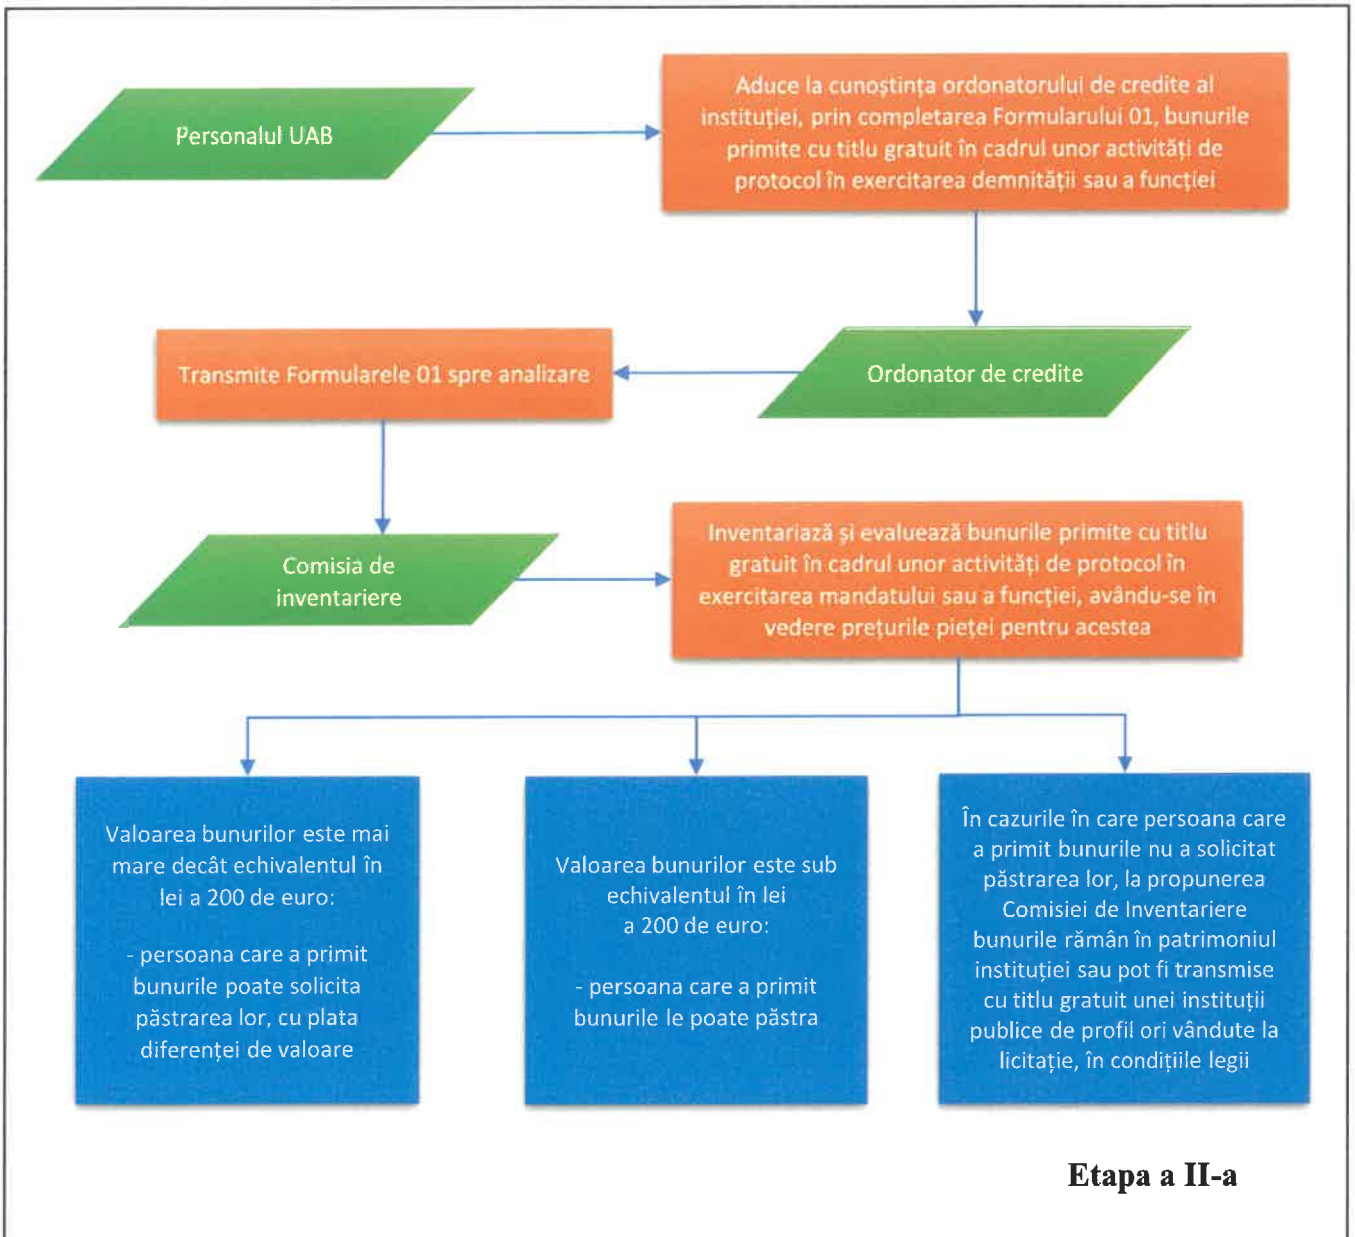 Personalul UAB
Aduce la cunoștința ordonatorului de credite al
instituției, prin completarea Formularului 01, bunurile
primite cu titlu gratuit în cadrul unor activități de
protocol în exercitarea demnității sau a funcției
Transmite Formularele 01 spre analizare
Ordonator de credite
Comisia de
inventariere
Inventariază și evaluează bunurile primite cu titlu
gratuit în cadrul unor activități de protocol în
exercitarea mandatului sau a funcției, avându-se în
vedere prețurile pieței pentru acestea
Valoarea bunurilor este mai
mare decât echivalentul în
lei a 200 de euro:
- persoana care a primit
bunurile poate solicita
păstrarea lor, cu plata
diferenței de valoare
Valoarea bunurilor este sub
echivalentul în lei
a 200 de euro:
- persoana care a primit
bunurile le poate păstra
În cazurile în care persoana care
a primit bunurile nu a solicitat
păstrarea lor, la propunerea
Comisiei de Inventariere
bunurile rămân în patrimoniul
instituției sau pot fi transmise
cu titlu gratuit unei instituții
publice de profil ori vândute la
licitație, în condițiile legii
Etapa a II-a